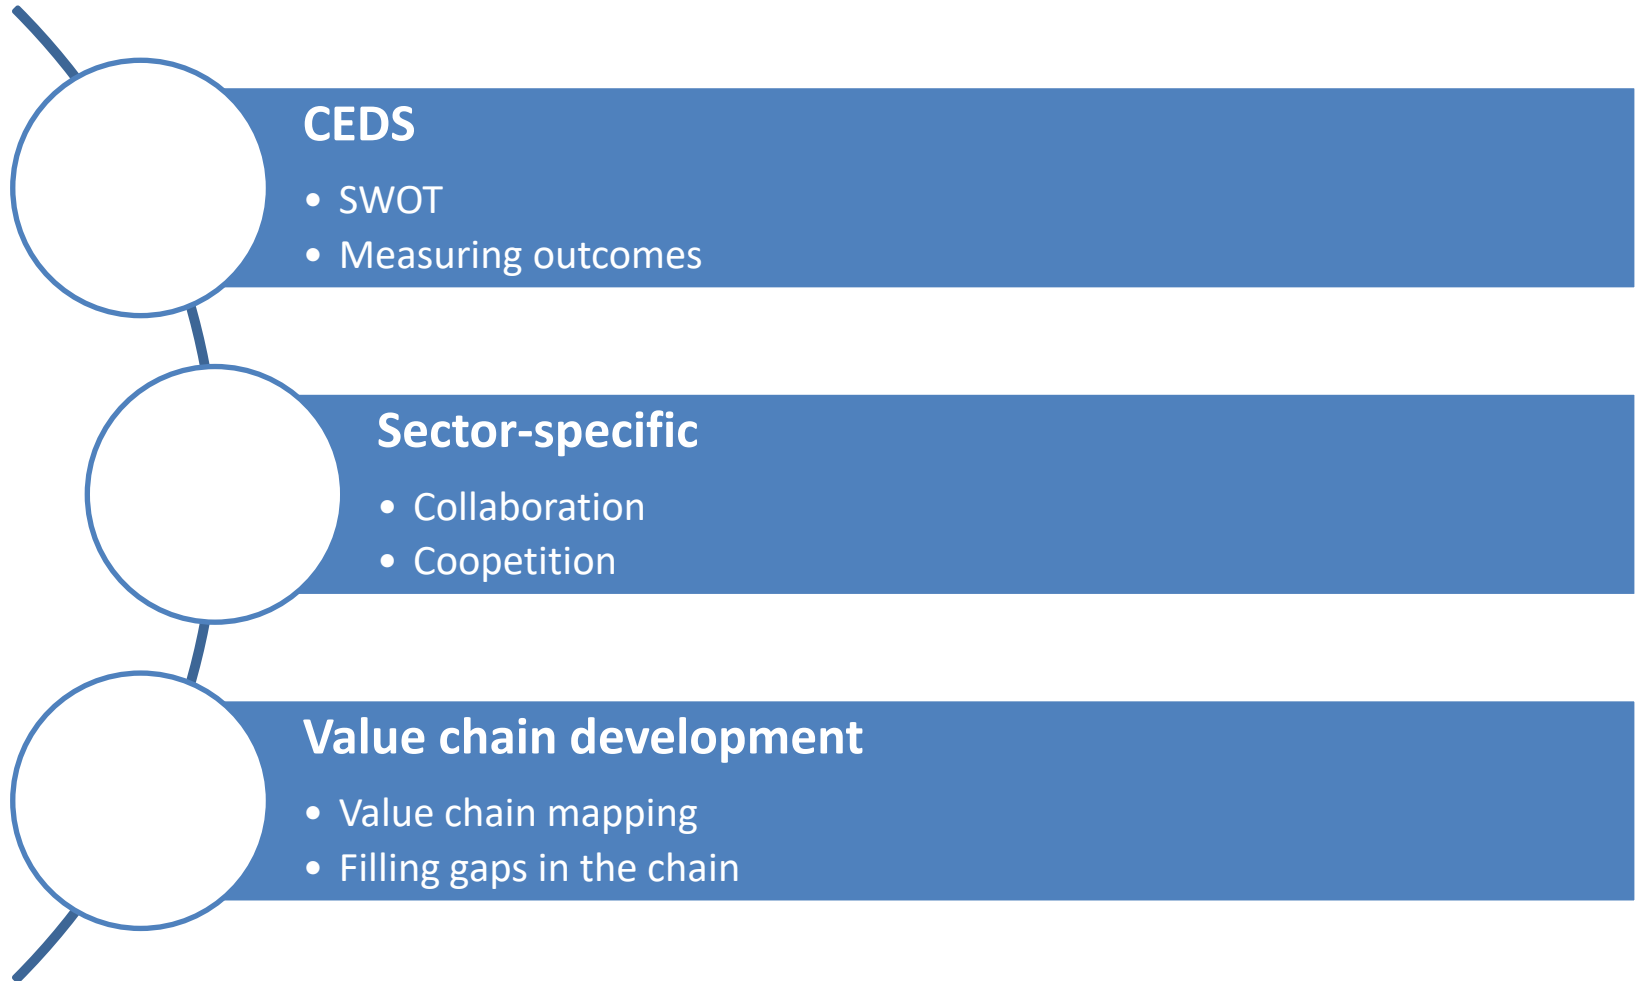 CEDS
• SWOT
• Measuring outcomes
Sector-specific
• Collaboration
• Coopetition
Value chain development
• Value chain mapping
• Filling gaps in the chain